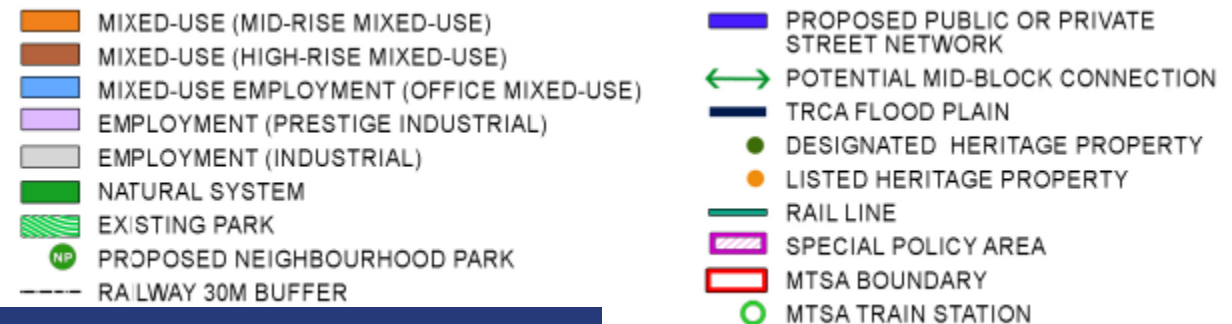 MIXED-USE (MID-RISE MIXED-USE)
MIXED-USE (HIGH-RISE MIXED-USE)
MIXED-USE EMPLOYMENT (OFFICE MIXED-USE)
EMPLOYMENT (PRESTIGE INDUSTRIAL)
EMPLOYMENT (INDUSTRIAL)
NATURAL SYSTEM
EXISTING PARK
NP PROPOSED NEIGHBOURHOOD PARK
RAILWAY 30M BUFFER
PROPOSED PUBLIC OR PRIVATE
STREET NETWORK
POTENTIAL MID-BLOCK CONNECTION
TRCA FLOOD PLAIN
DESIGNATED HERITAGE PROPERTY
LISTED HERITAGE PROPERTY
RAIL LINE
SPECIAL POLICY AREA
MTSA BOUNDARY
MTSA TRAIN STATION